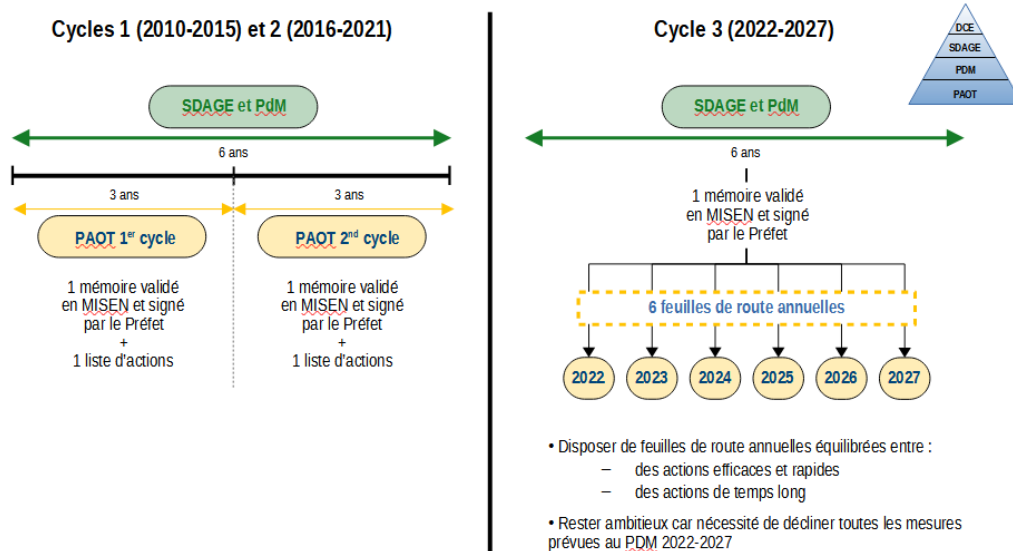 Cycles 1 (2010-2015) et 2 (2016-2021)
SDAGE et PdM
6 ans
3 ans
3 ans
PAOT 1er cycle
PAOT 2nd cycle
1 mémoire validé
en MISEN et signé
par le Préfet
+
1 liste d'actions
1 mémoire validé
en MISEN et signé
par le Préfet
+
1 liste d'actions
Cycle 3 (2022-2027)
DCE
SDAGE
PDM
PAOT
SDAGE et PdM
6 ans
1 mémoire validé
en MISEN et signé
par le Préfet
6 feuilles de route annuelles
2022
2023
2024
2025
2026
2027
• Disposer de feuilles de route annuelles équilibrées entre :
– des actions efficaces et rapides
– des actions de temps long
• Rester ambitieux car nécessité de décliner toutes les mesures
prévues au PDM 2022-2027